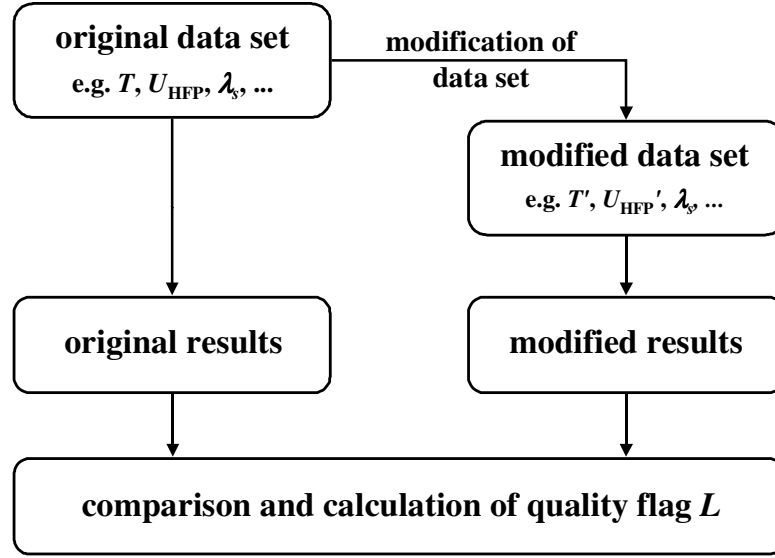 original data set
e.g. T, U_HFP, λ_s, ...
modification of
data set
modified data set
e.g. T', U_HFP', λ_s, ...
original results
modified results
comparison and calculation of quality flag L